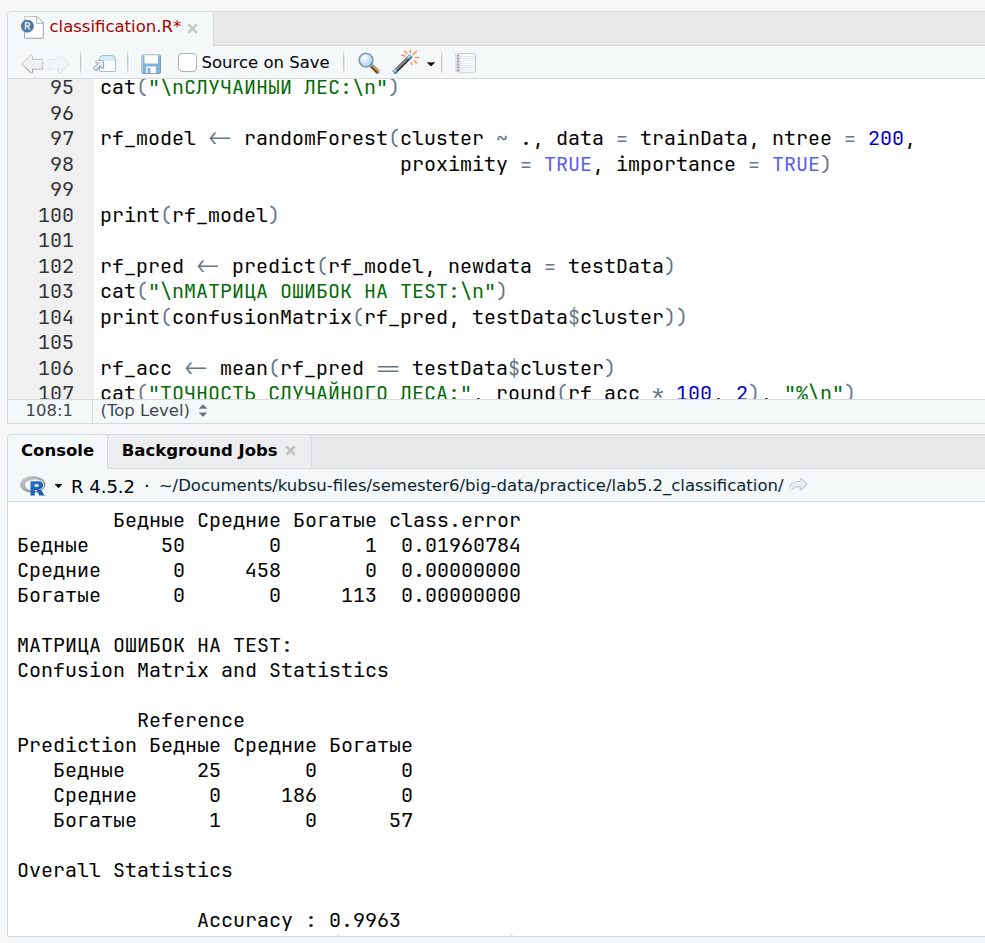 classification.R*
Source on Save
95 cat("\nСЛУЧАЙНЫЙ ЛЕС:\n")
96
97 rf_model <- randomForest(cluster ~ ., data = trainData, ntree = 200,
98 proximity = TRUE, importance = TRUE)
99
100 print(rf_model)
101
102 rf_pred <- predict(rf_model, newdata = testData)
103 cat("\nМАТРИЦА ОШИБОК НА TEST:\n")
104 print(confusionMatrix(rf_pred, testData$cluster))
105
106 rf_acc <- mean(rf_pred == testData$cluster)
107 cat("ТОЧНОСТЬ СЛУЧАЙНОГО ЛЕСА:", round(rf_acc * 100, 2), "%\n")
108:1 (Top Level)
Console Background Jobs
R 4.5.2 · ~/Documents/kubsu-files/semester6/big-data/practice/lab5.2_classification/
Бедные Средние Богатые class.error
Бедные 50 0 1 0.01960784
Средние 0 458 0 0.00000000
Богатые 0 0 113 0.00000000
МАТРИЦА ОШИБОК НА TEST:
Confusion Matrix and Statistics
Reference
Prediction Бедные Средние Богатые
Бедные 25 0 0
Средние 0 186 0
Богатые 1 0 57
Overall Statistics
Accuracy : 0.9963